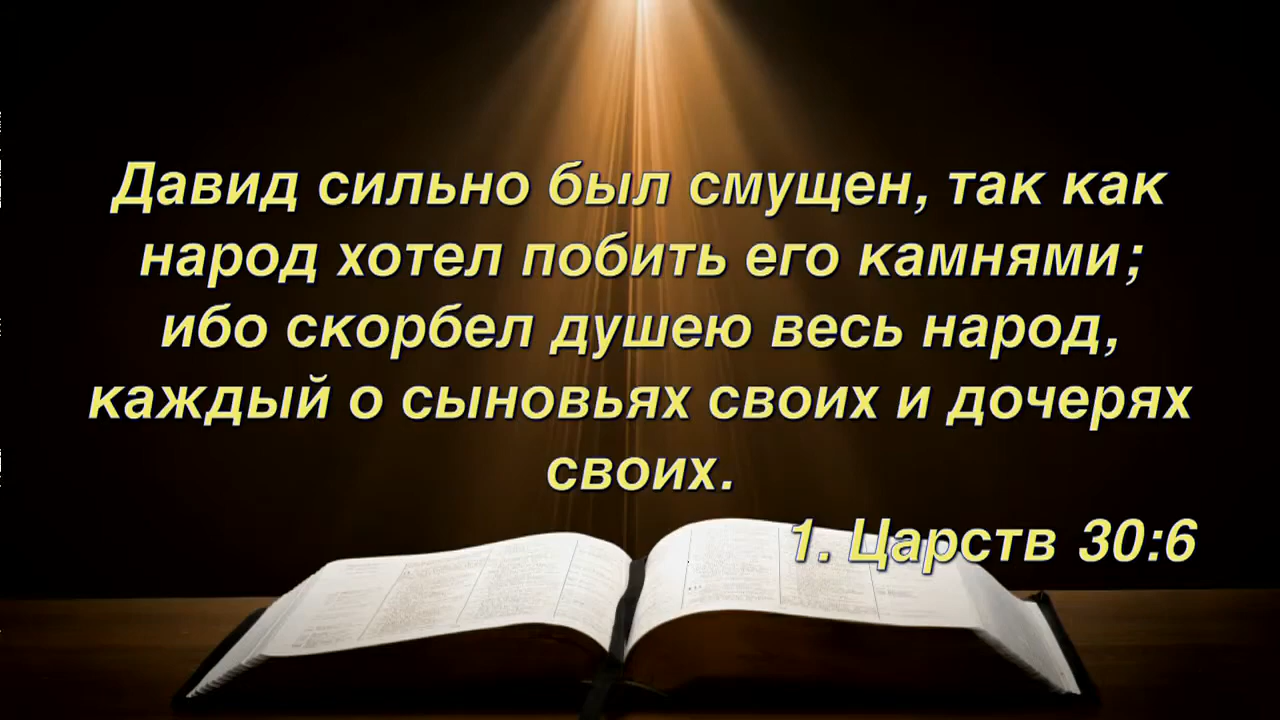 Давид сильно был смущен, так как
народ хотел побить его камнями;
ибо скорбел душею весь народ,
каждый о сыновьях своих и дочерях
своих.
1. Царств 30:6